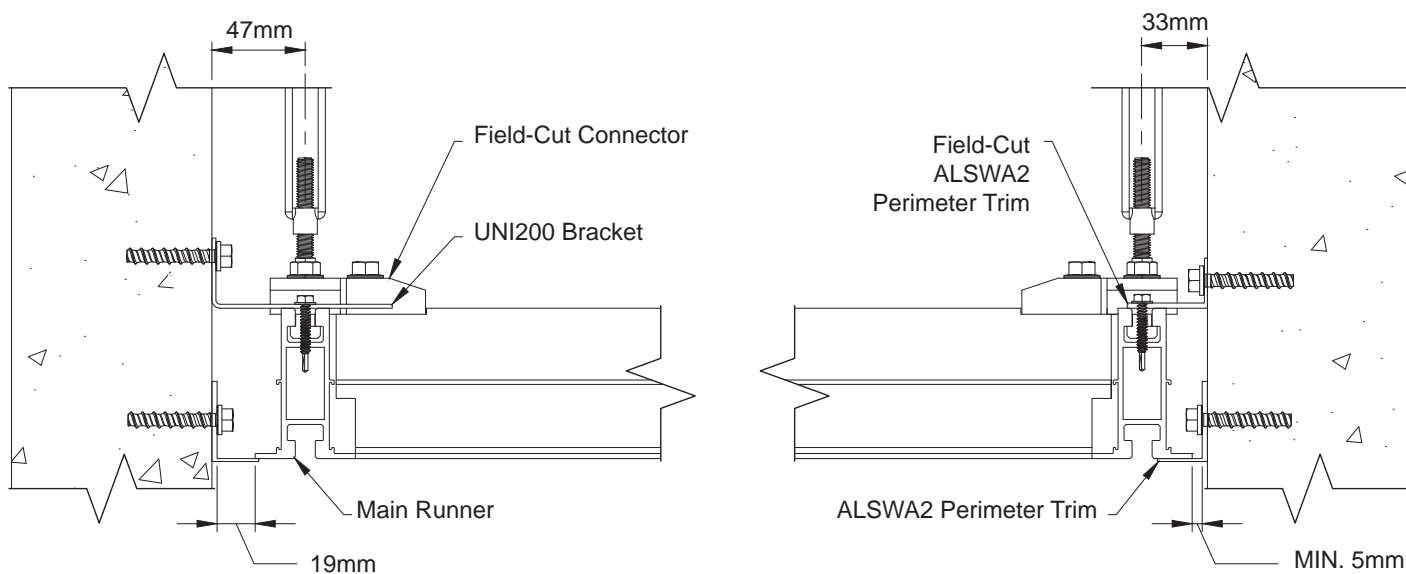 47mm
33mm
Field-Cut Connector
Field-Cut
ALSWA2
Perimeter Trim
UNI200 Bracket
Main Runner
ALSWA2 Perimeter Trim
19mm
MIN. 5mm